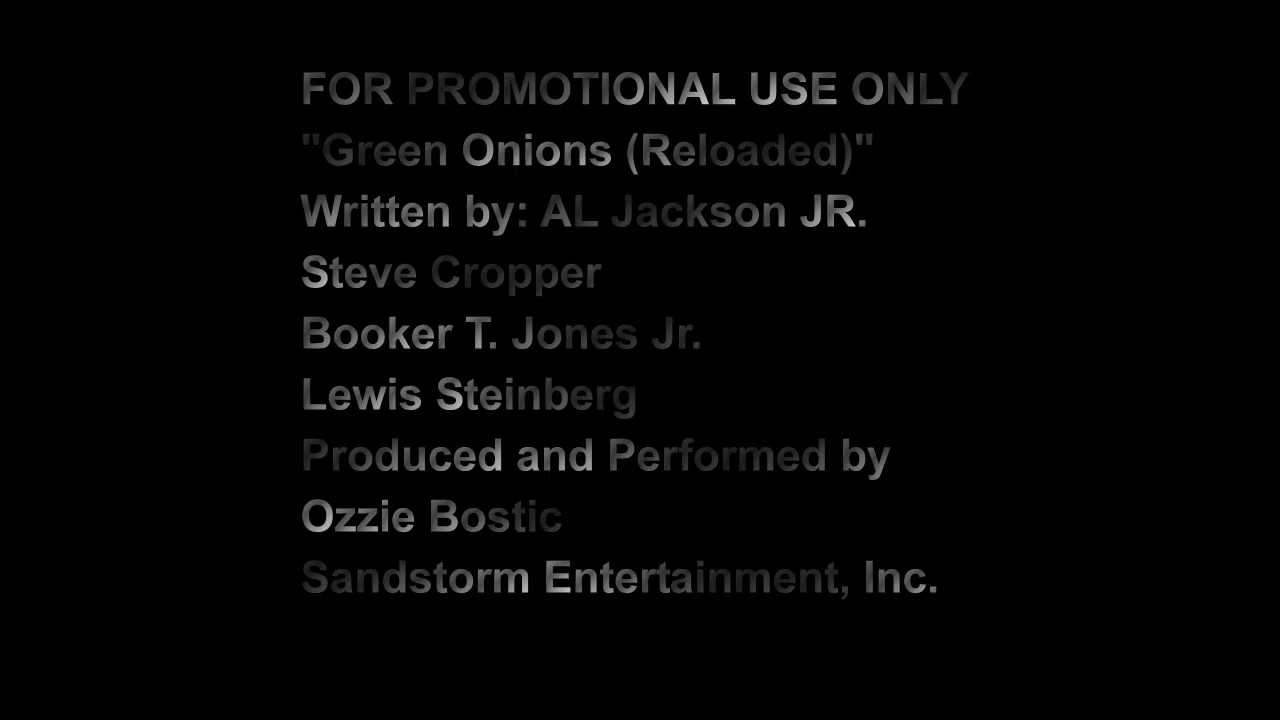 FOR PROMOTIONAL USE ONLY
"Green Onions (Reloaded)"
Written by: AL Jackson JR.
Steve Cropper
Booker T. Jones Jr.
Lewis Steinberg
Produced and Performed by
Ozzie Bostic
Sandstorm Entertainment, Inc.